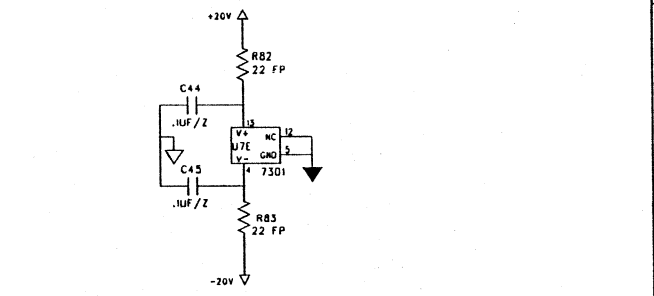 +20V
R82
22 FP
C44
.1UF/Z
13
V+
NC
12
U7E
GND
5
V-
4
7301
C45
.1UF/Z
R83
22 FP
-20V